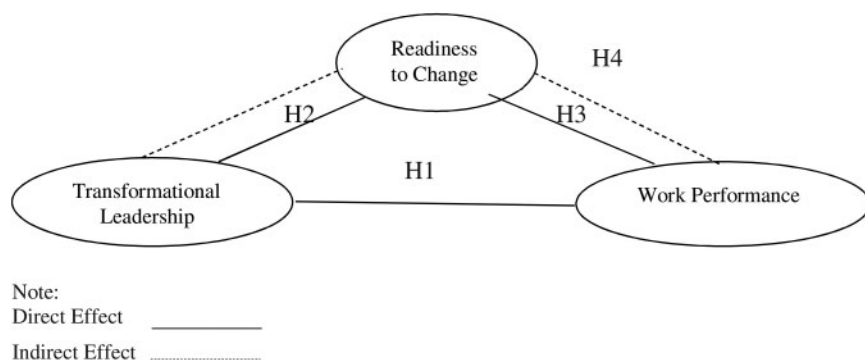 Readiness
to Change
H4
H2
H3
H1
Transformational
Leadership
Work Performance
Note:
Direct Effect
Indirect Effect